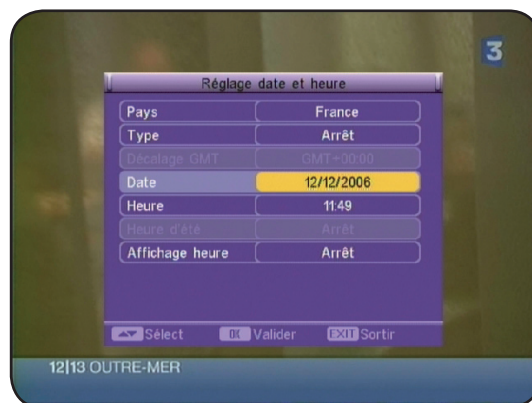 3
Réglage date et heure
Pays France
Type Arrêt
Décalage GMT GMT+00:00
Date 12/12/2006
Heure 11:49
Heure d'été Arrêt
Affichage heure Arrêt
Sélect OK Valider EXIT Sortir
12|13 OUTRE-MER